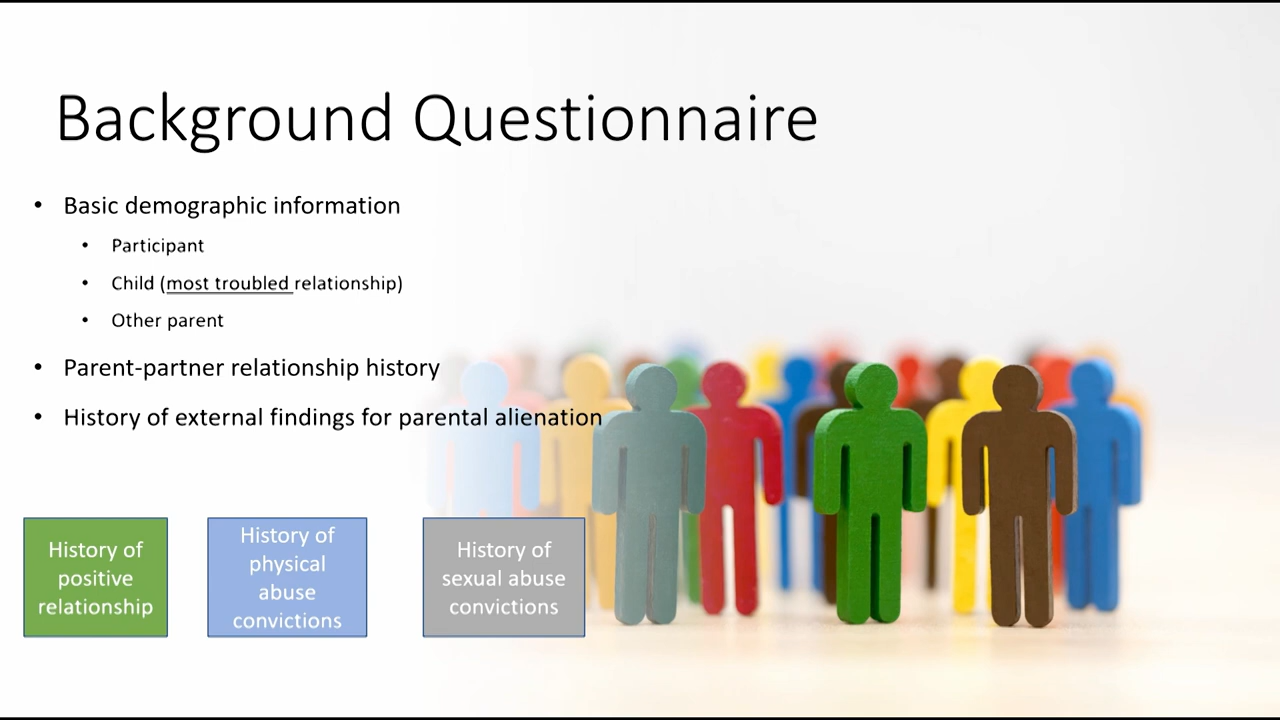 Background Questionnaire
• Basic demographic information
• Participant
• Child (most troubled relationship)
• Other parent
• Parent-partner relationship history
• History of external findings for parental alienation
History of
positive
relationship
History of
physical
abuse
convictions
History of
sexual abuse
convictions